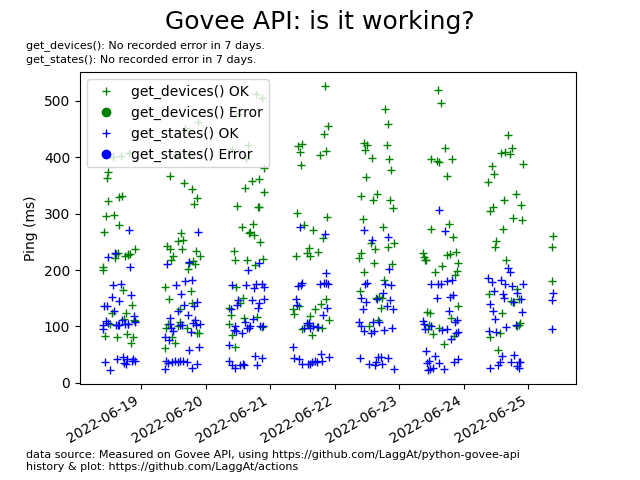 Govee API: is it working?
get_devices(): No recorded error in 7 days.
get_states(): No recorded error in 7 days.
get_devices() OK
get_devices() Error
get_states() OK
get_states() Error
Ping (ms)
500
400
300
200
100
0
2022-06-19
2022-06-20
2022-06-21
2022-06-22
2022-06-23
2022-06-24
2022-06-25
data source: Measured on Govee API, using https://github.com/LaggAt/python-govee-api
history & plot: https://github.com/LaggAt/actions